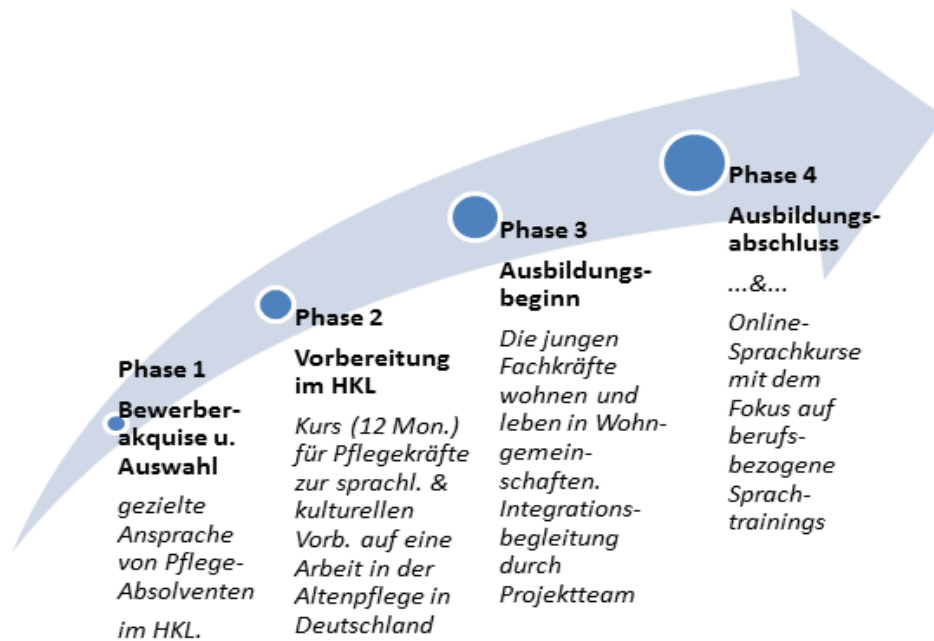 Phase 1
Bewerber-
akquise u.
Auswahl
gezielte
Ansprache
von Pflege-
Absolventen
im HKL.
Phase 2
Vorbereitung
im HKL
Kurs (12 Mon.)
für Pflegekräfte
zur sprachl. &
kulturellen
Vorb. auf eine
Arbeit in der
Altenpflege in
Deutschland
Phase 3
Ausbildungs-
beginn
Die jungen
Fachkräfte
wohnen und
leben in Wohn-
gemein-
schaften.
Integrations-
begleitung
durch
Projektteam
Phase 4
Ausbildungs-
abschluss
...&...
Online-
Sprachkurse
mit dem
Fokus auf
berufs-
bezogene
Sprach-
trainings